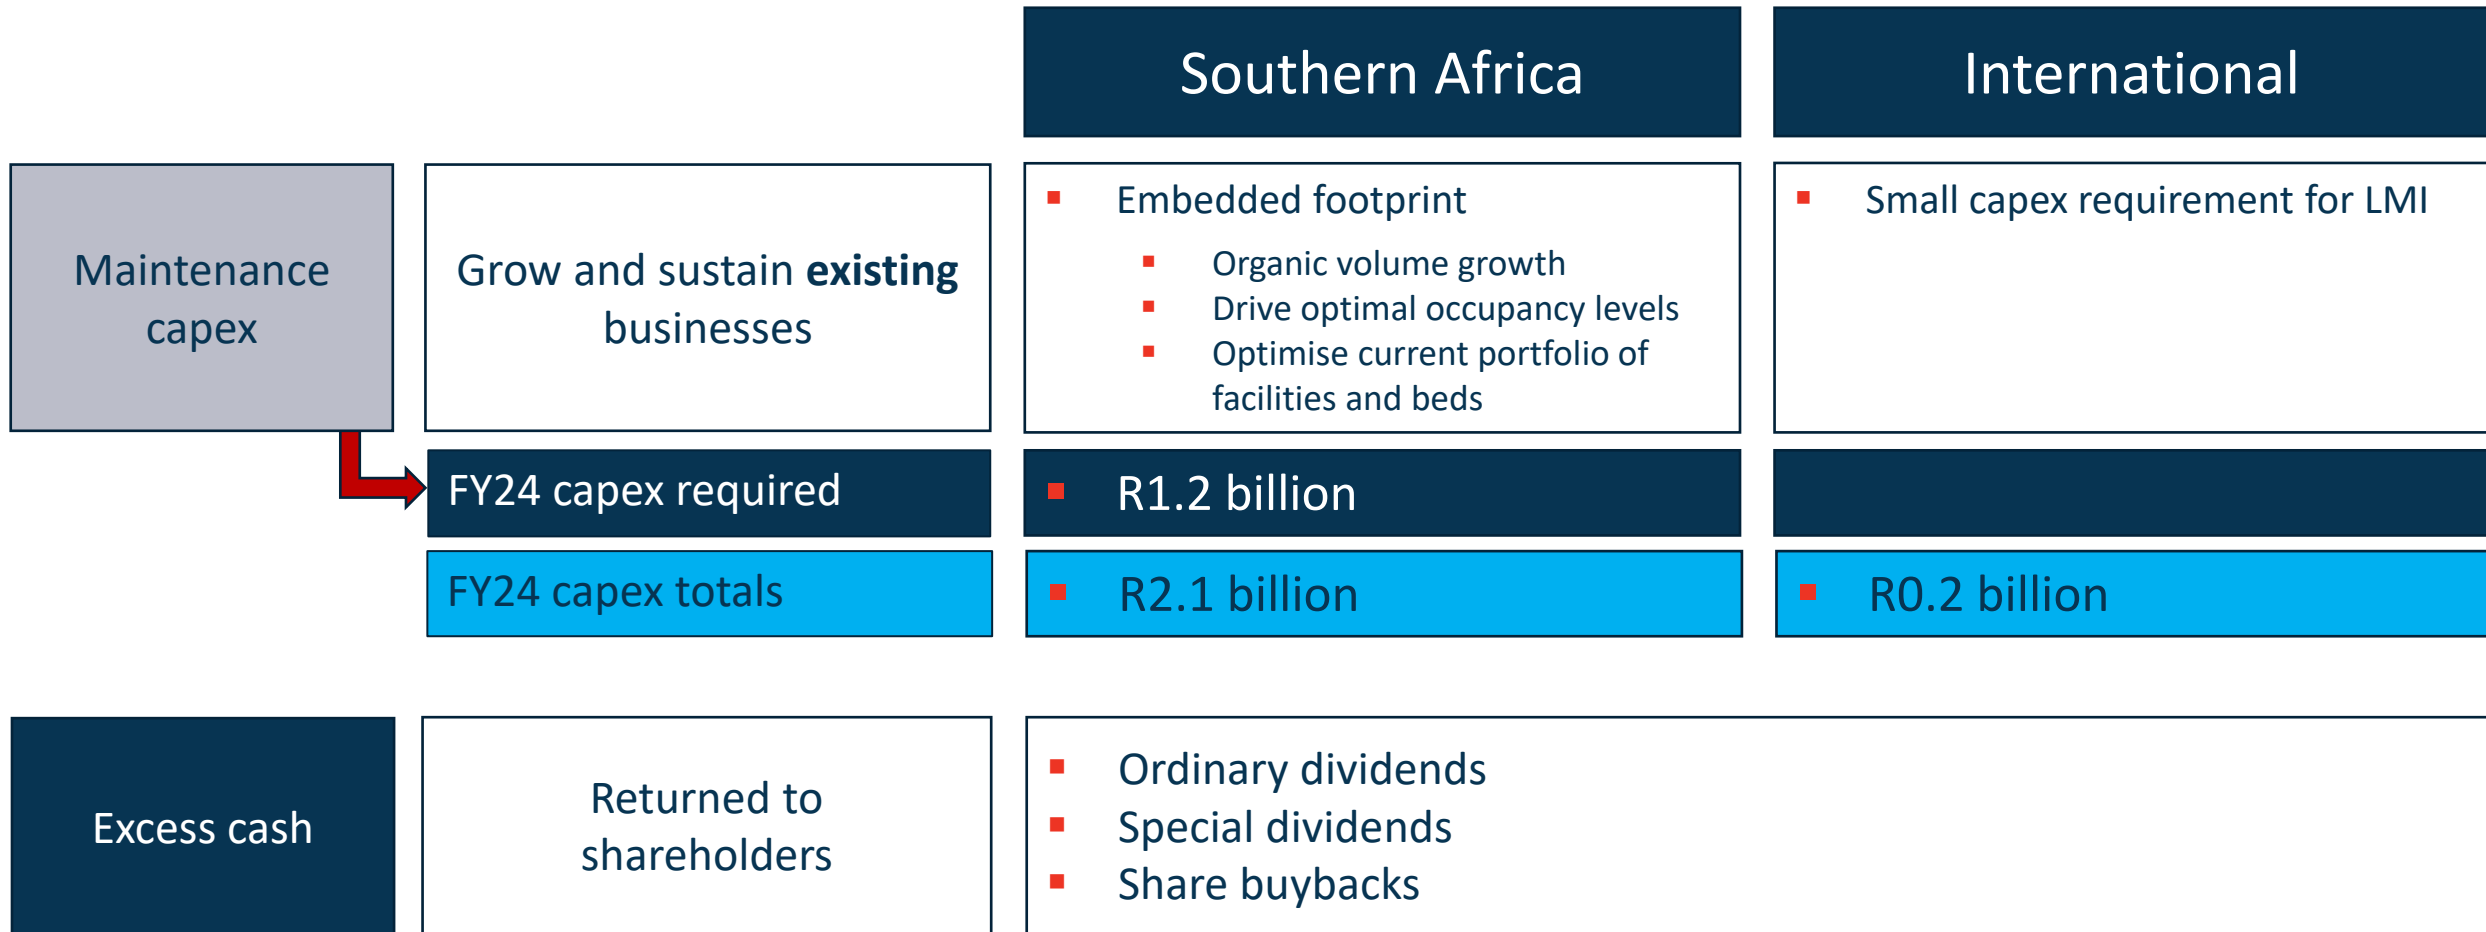 Southern Africa
International
Maintenance
capex
Grow and sustain existing
businesses
▪ Embedded footprint
▪ Organic volume growth
▪ Drive optimal occupancy levels
▪ Optimise current portfolio of
facilities and beds
▪ Small capex requirement for LMI
FY24 capex required
▪ R1.2 billion
FY24 capex totals
▪ R2.1 billion
▪ R0.2 billion
Excess cash
Returned to
shareholders
▪ Ordinary dividends
▪ Special dividends
▪ Share buybacks